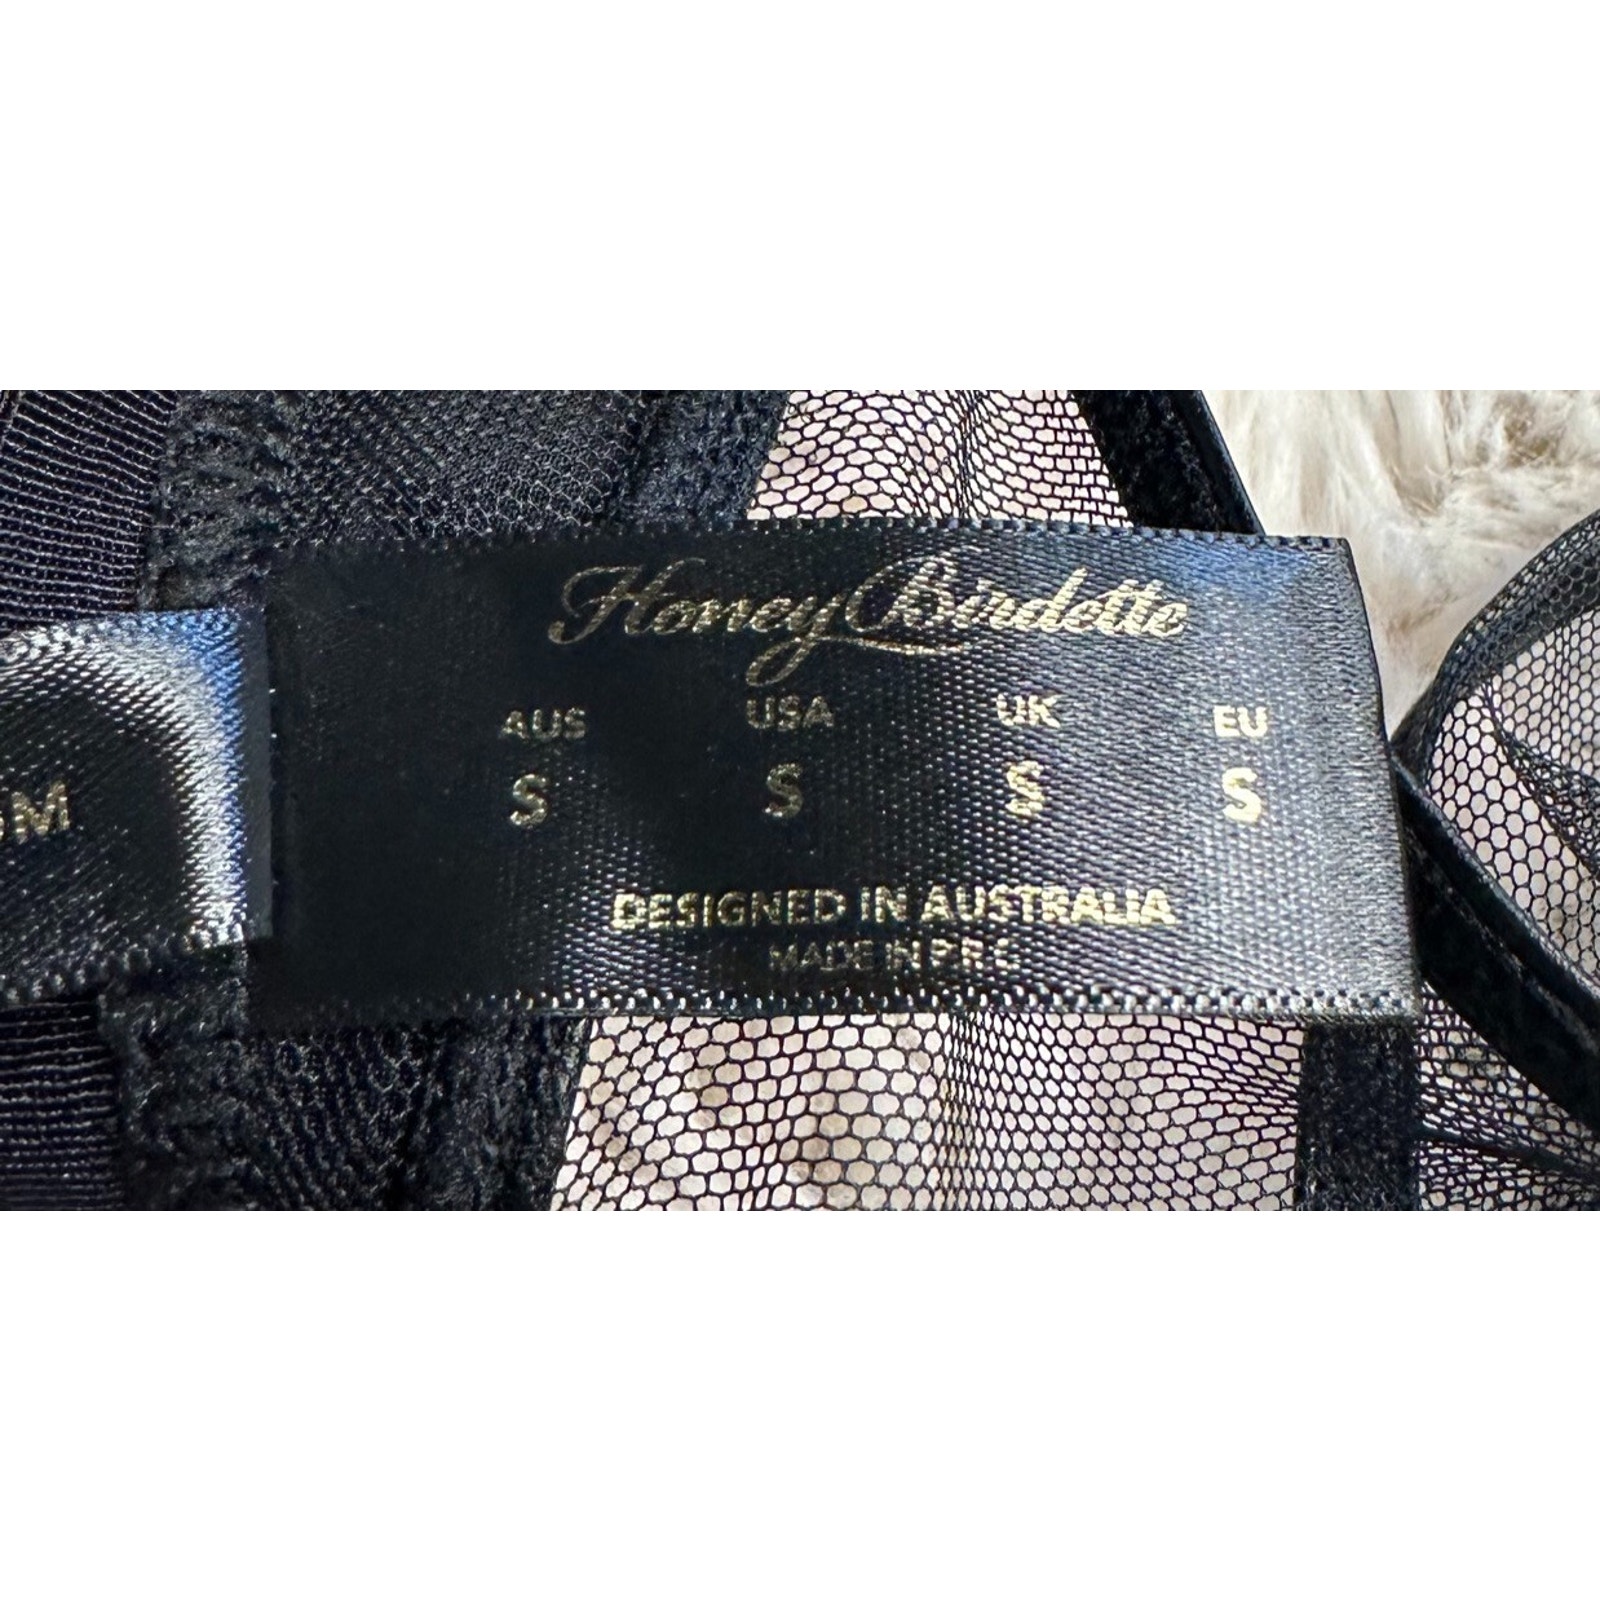 Honey Birdette
AUS USA UK EU
S S S S
DESIGNED IN AUSTRALIA
MADE IN P.R.C